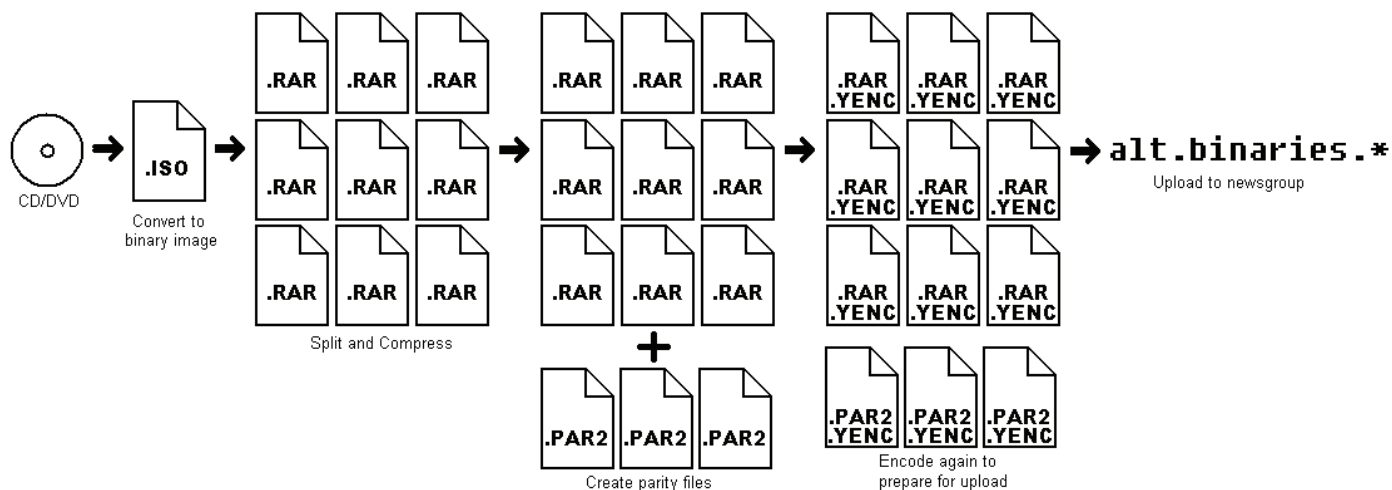 .RAR .RAR .RAR
.RAR .RAR .RAR
.RAR .RAR .RAR
.RAR
.YENC
.RAR
.YENC
.RAR
.YENC
CD/DVD
.ISO
Convert to
binary image
.RAR .RAR .RAR
.RAR .RAR .RAR
.RAR
.YENC
.RAR
.YENC
.RAR
.YENC
alt.binaries.*
Upload to newsgroup
.RAR .RAR .RAR
.RAR .RAR .RAR
.RAR
.YENC
.RAR
.YENC
.RAR
.YENC
Split and Compress
.PAR2 .PAR2 .PAR2
Create parity files
.PAR2
.YENC
.PAR2
.YENC
.PAR2
.YENC
Encode again to
prepare for upload